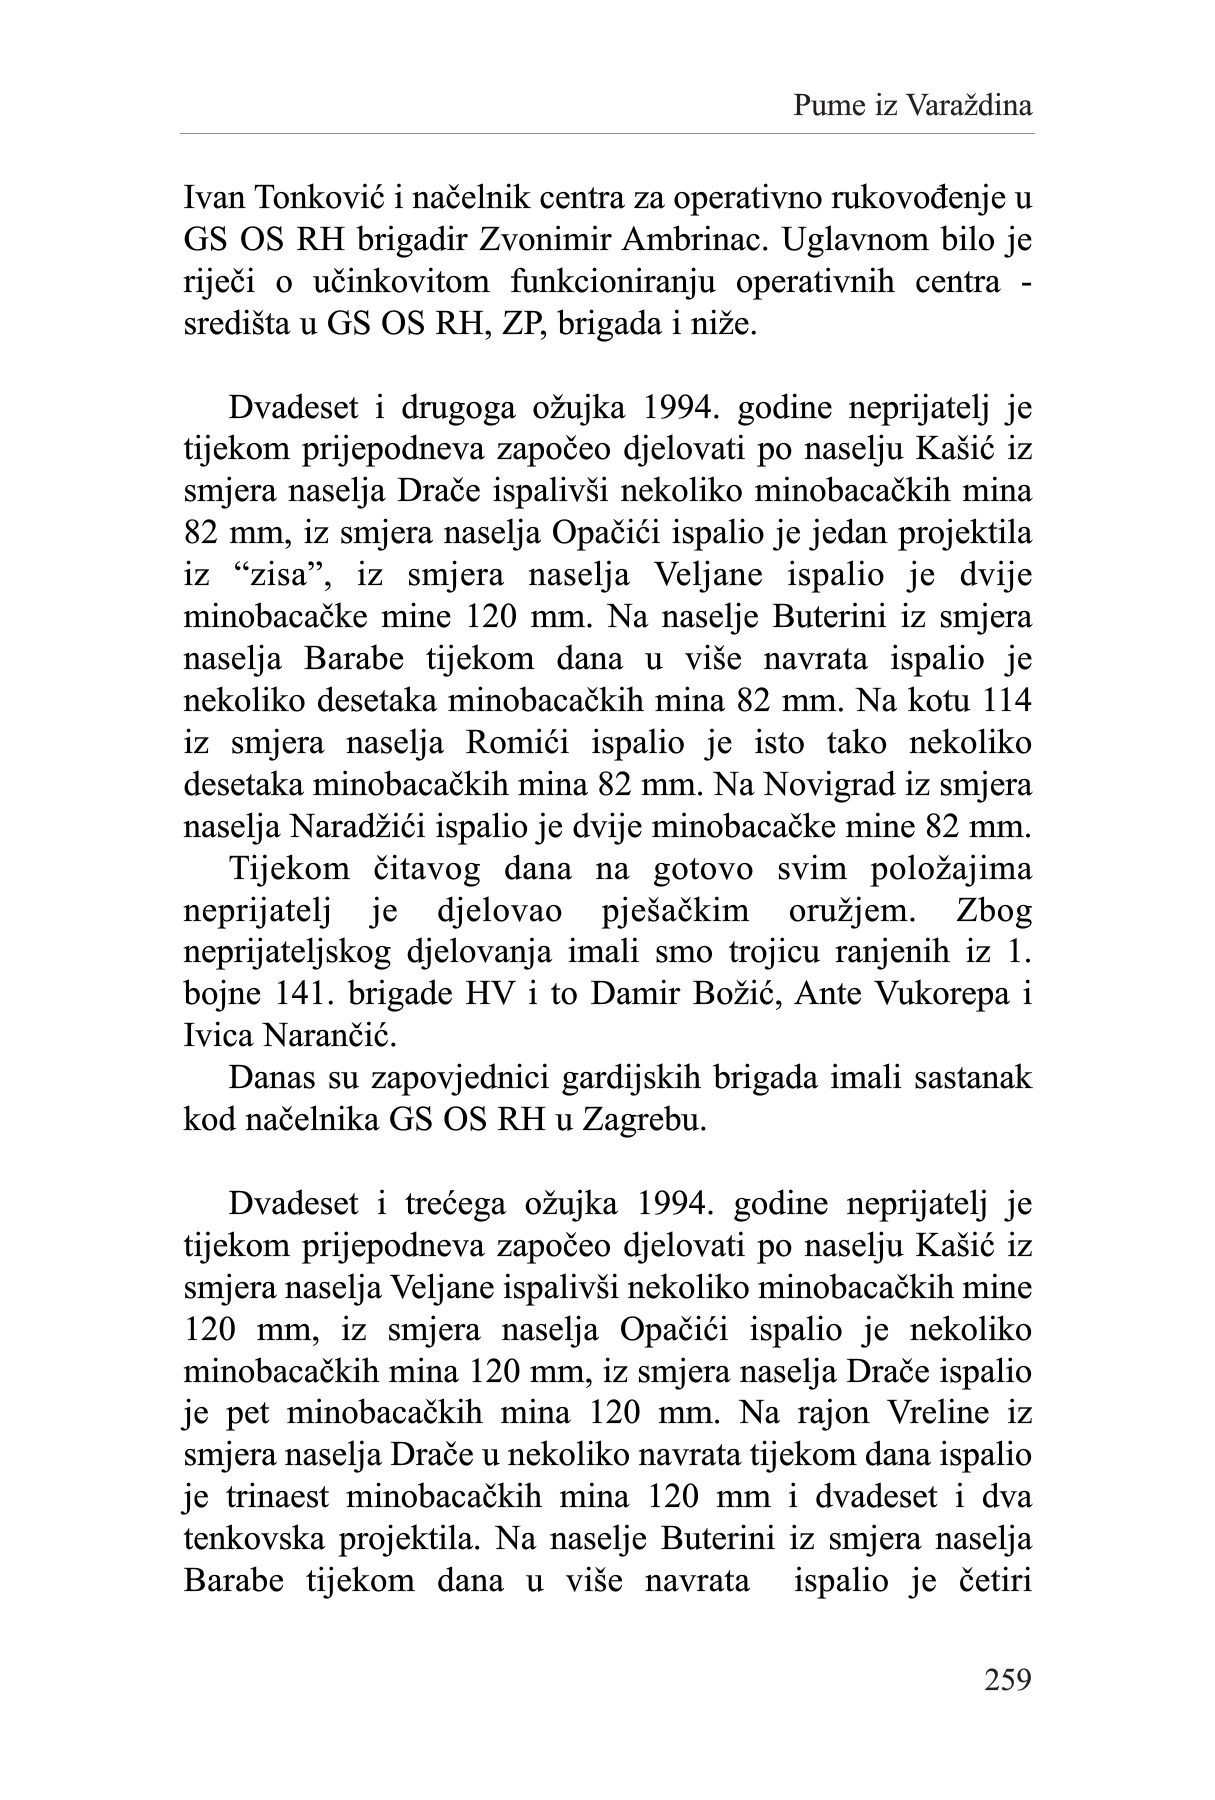 Pume iz Varaždina
Ivan Tonković i načelnik centra za operativno rukovođenje u
GS OS RH brigadir Zvonimir Ambrinac. Uglavnom bilo je
riječi o učinkovitom funkcioniranju operativnih centra -
središta u GS OS RH, ZP, brigada i niže.
Dvadeset i drugoga ožujka 1994. godine neprijatelj je
tijekom prijepodneva započeo djelovati po naselju Kašić iz
smjera naselja Drače ispalivši nekoliko minobacačkih mina
82 mm, iz smjera naselja Opačići ispalio je jedan projektila
iz “zisa”, iz smjera naselja Veljane ispalio je dvije
minobacačke mine 120 mm. Na naselje Buterini iz smjera
naselja Barabe tijekom dana u više navrata ispalio je
nekoliko desetaka minobacačkih mina 82 mm. Na kotu 114
iz smjera naselja Romići ispalio je isto tako nekoliko
desetaka minobacačkih mina 82 mm. Na Novigrad iz smjera
naselja Naradžići ispalio je dvije minobacačke mine 82 mm.
Tijekom čitavog dana na gotovo svim položajima
neprijatelj je djelovao pješačkim oružjem. Zbog
neprijateljskog djelovanja imali smo trojicu ranjenih iz 1.
bojne 141. brigade HV i to Damir Božić, Ante Vukorepa i
Ivica Narančić.
Danas su zapovjednici gardijskih brigada imali sastanak
kod načelnika GS OS RH u Zagrebu.
Dvadeset i trećega ožujka 1994. godine neprijatelj je
tijekom prijepodneva započeo djelovati po naselju Kašić iz
smjera naselja Veljane ispalivši nekoliko minobacačkih mine
120 mm, iz smjera naselja Opačići ispalio je nekoliko
minobacačkih mina 120 mm, iz smjera naselja Drače ispalio
je pet minobacačkih mina 120 mm. Na rajon Vreline iz
smjera naselja Drače u nekoliko navrata tijekom dana ispalio
je trinaest minobacačkih mina 120 mm i dvadeset i dva
tenkovska projektila. Na naselje Buterini iz smjera naselja
Barabe tijekom dana u više navrata ispalio je četiri
259